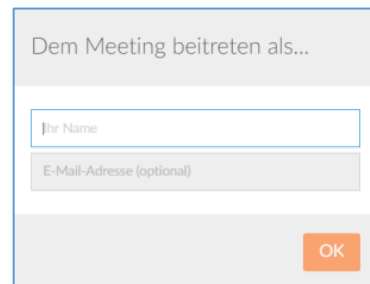 Dem Meeting beitreten als...
Ihr Name
E-Mail-Adresse (optional)
OK